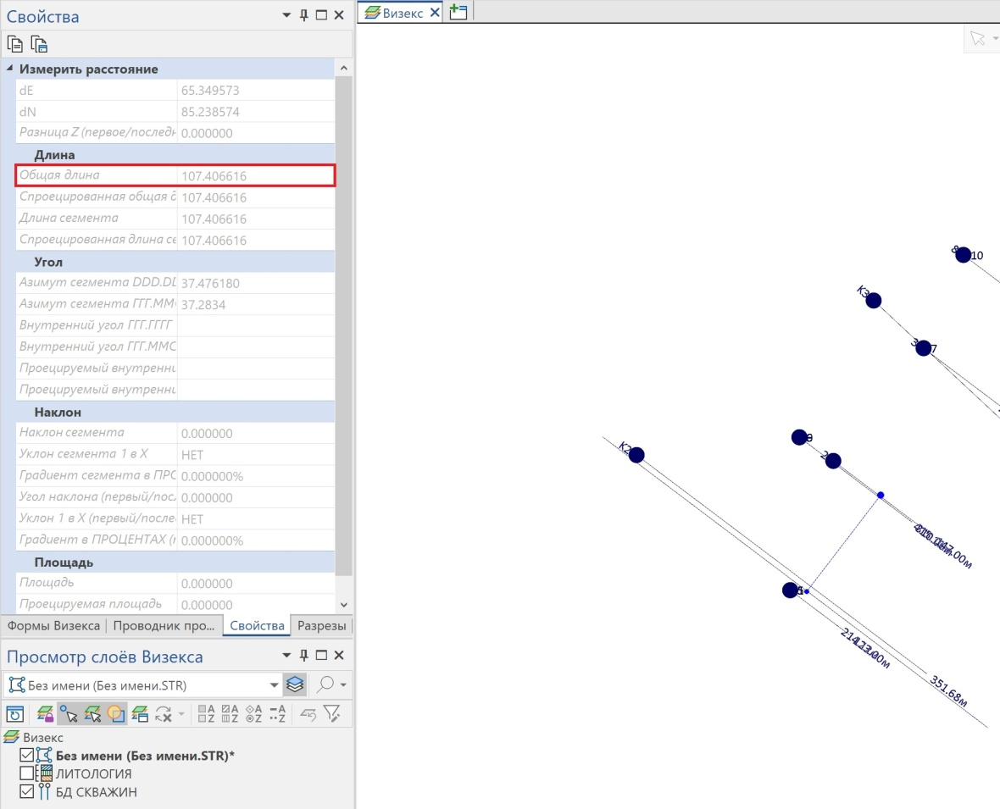 Свойства
Измерить расстояние
dE 65.349573
dN 85.238574
Разница Z (первое/последн 0.000000
Длина
Общая длина 107.406616
Спроецированная общая д 107.406616
Длина сегмента 107.406616
Спроецированная длина се 107.406616
Угол
Азимут сегмента DDD.DD 37.476180
Азимут сегмента ГГГ.ММС 37.2834
Внутренний угол ГГГ.ГГГГ
Внутренний угол ГГГ.ММС
Проецируемый внутренни
Проецируемый внутренни
Наклон
Наклон сегмента 0.000000
Уклон сегмента 1 в X НЕТ
Градиент сегмента в ПРО 0.000000%
Угол наклона (первый/посл 0.000000
Уклон 1 в X (первый/после НЕТ
Градиент в ПРОЦЕНТАХ (п 0.000000%
Площадь
Площадь 0.000000
Проецируемая площадь 0.000000
Формы Визекса
Проводник про...
Свойства
Разрезы
Просмотр слоёв Визекса
Без имени (Без имени.STR)
Визекс
Без имени (Без имени.STR)*
ЛИТОЛОГИЯ
БД СКВАЖИН
Визекс
8 10
К3
3 7
К2
2
351.68м